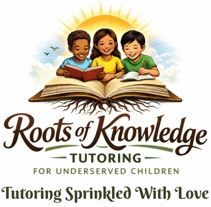 Roots of Knowledge
TUTORING
FOR UNDERSERVED CHILDREN
Tutoring Sprinkled With Love